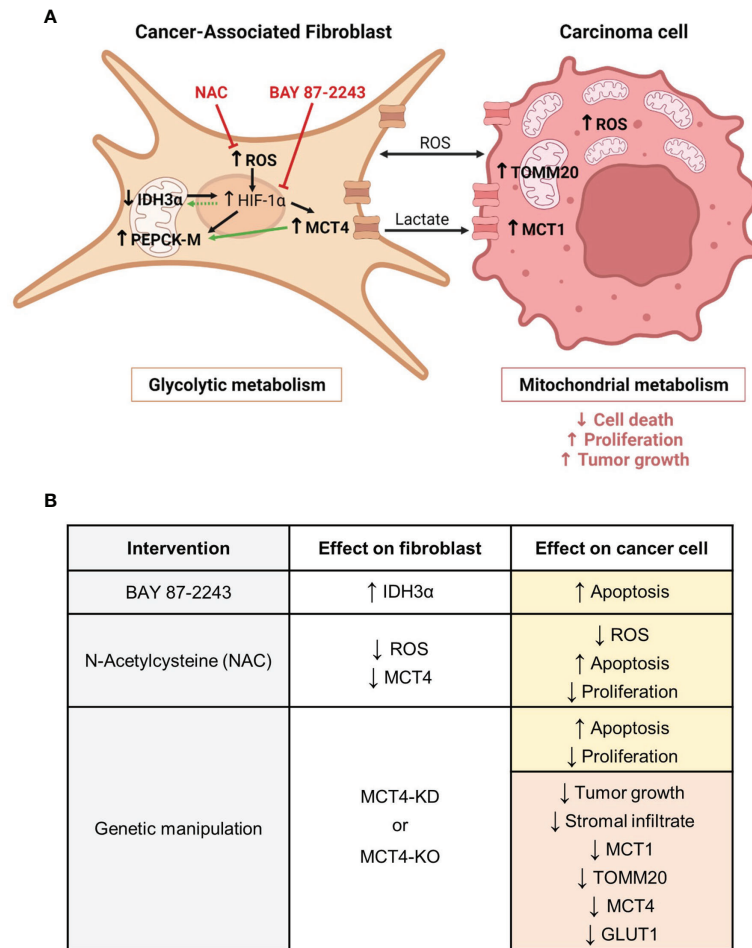 A
Cancer-Associated Fibroblast
Carcinoma cell
NAC
BAY 87-2243
↑ ROS
↓ IDH3α
↑ HIF-1α
↑ PEPCK-M
↑ MCT4
ROS
Lactate
↑ ROS
↑ TOMM20
↑ MCT1
Glycolytic metabolism
Mitochondrial metabolism
↓ Cell death
↑ Proliferation
↑ Tumor growth
B
Intervention
Effect on fibroblast
Effect on cancer cell
BAY 87-2243
↑ IDH3α
↑ Apoptosis
N-Acetylcysteine (NAC)
↓ ROS
↓ MCT4
↓ ROS
↑ Apoptosis
↓ Proliferation
Genetic manipulation
MCT4-KD
or
MCT4-KO
↑ Apoptosis
↓ Proliferation
↓ Tumor growth
↓ Stromal infiltrate
↓ MCT1
↓ TOMM20
↓ MCT4
↓ GLUT1